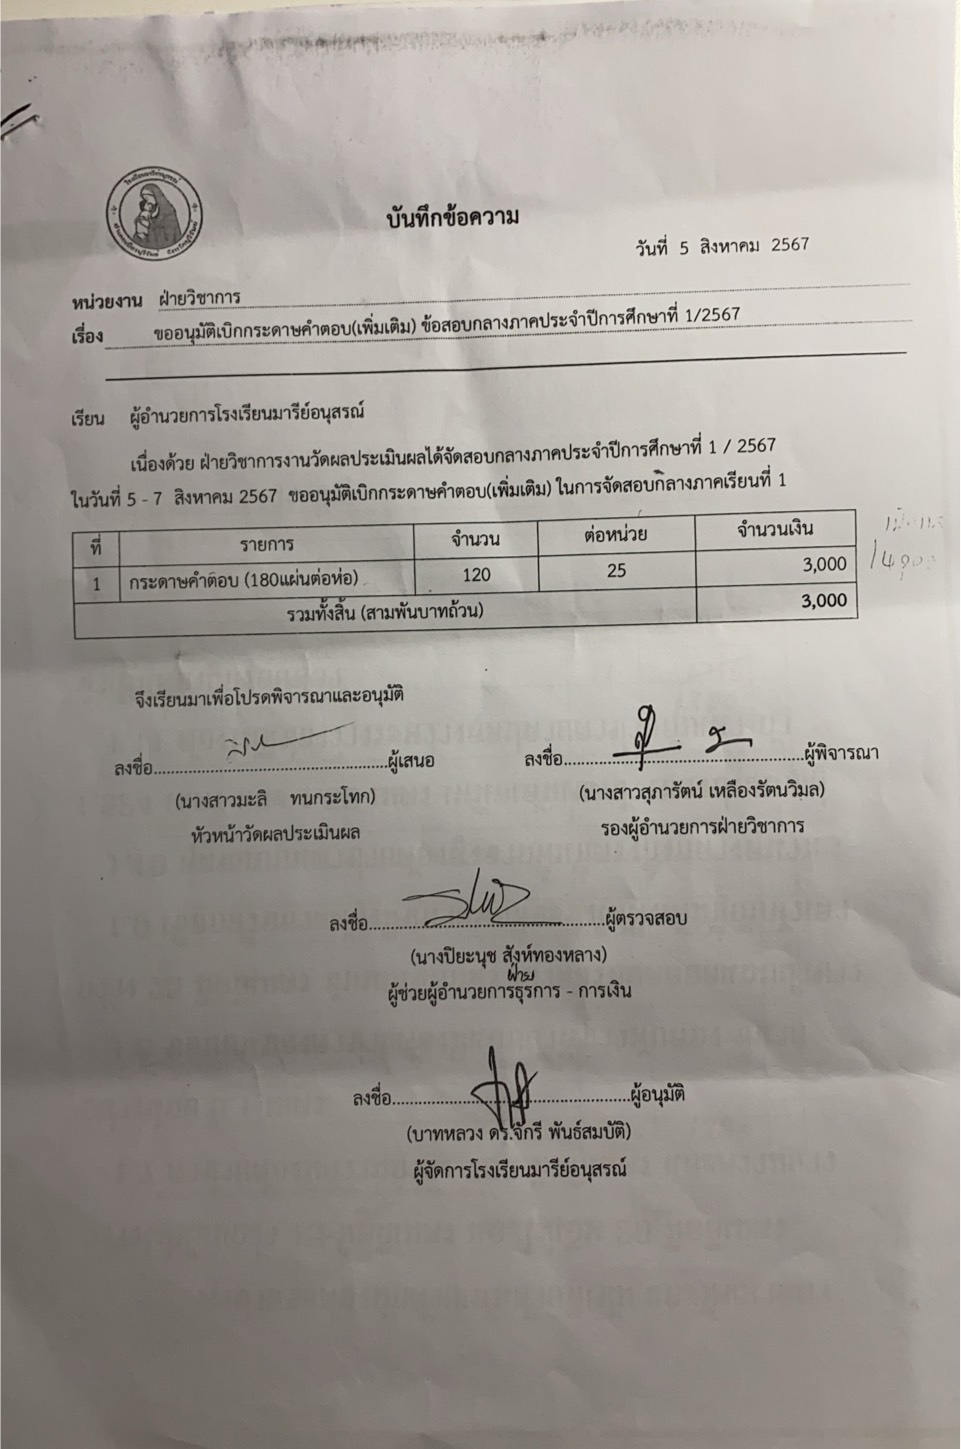 บันทึกข้อความ
วันที่ 5 สิงหาคม 2567
หน่วยงาน ฝ่ายวิชาการ
เรื่อง ขออนุมัติเบิกกระดาษคำตอบ(เพิ่มเติม) ข้อสอบกลางภาคประจำปีการศึกษาที่ 1/2567
เรียน ผู้อำนวยการโรงเรียนมารีย์อนุสรณ์
เนื่องด้วย ฝ่ายวิชาการงานวัดผลประเมินผลได้จัดสอบกลางภาคประจำปีการศึกษาที่ 1 / 2567
ในวันที่ 5 - 7 สิงหาคม 2567 ขออนุมัติเบิกกระดาษคำตอบ(เพิ่มเติม) ในการจัดสอบกลางภาคเรียนที่ 1
ที่ รายการ จำนวน ต่อหน่วย จำนวนเงิน
1 กระดาษคำตอบ (180แผ่นต่อห่อ) 120 25 3,000
รวมทั้งสิ้น (สามพันบาทถ้วน) 3,000
จึงเรียนมาเพื่อโปรดพิจารณาและอนุมัติ
ลงชื่อ................................................ผู้เสนอ ลงชื่อ................................................ผู้พิจารณา
(นางสาวมะลิ ทนกระโทก) (นางสาวสุภารัตน์ เหลืองรัตนวิมล)
หัวหน้าวัดผลประเมินผล รองผู้อำนวยการฝ่ายวิชาการ
ลงชื่อ................................................ผู้ตรวจสอบ
(นางปิยะนุช สังห์ทองหลาง)
ฝ่าย
ผู้ช่วยผู้อำนวยการธุรการ - การเงิน
ลงชื่อ................................................ผู้อนุมัติ
(บาทหลวง ดร.จักรี พันธ์สมบัติ)
ผู้จัดการโรงเรียนมารีย์อนุสรณ์